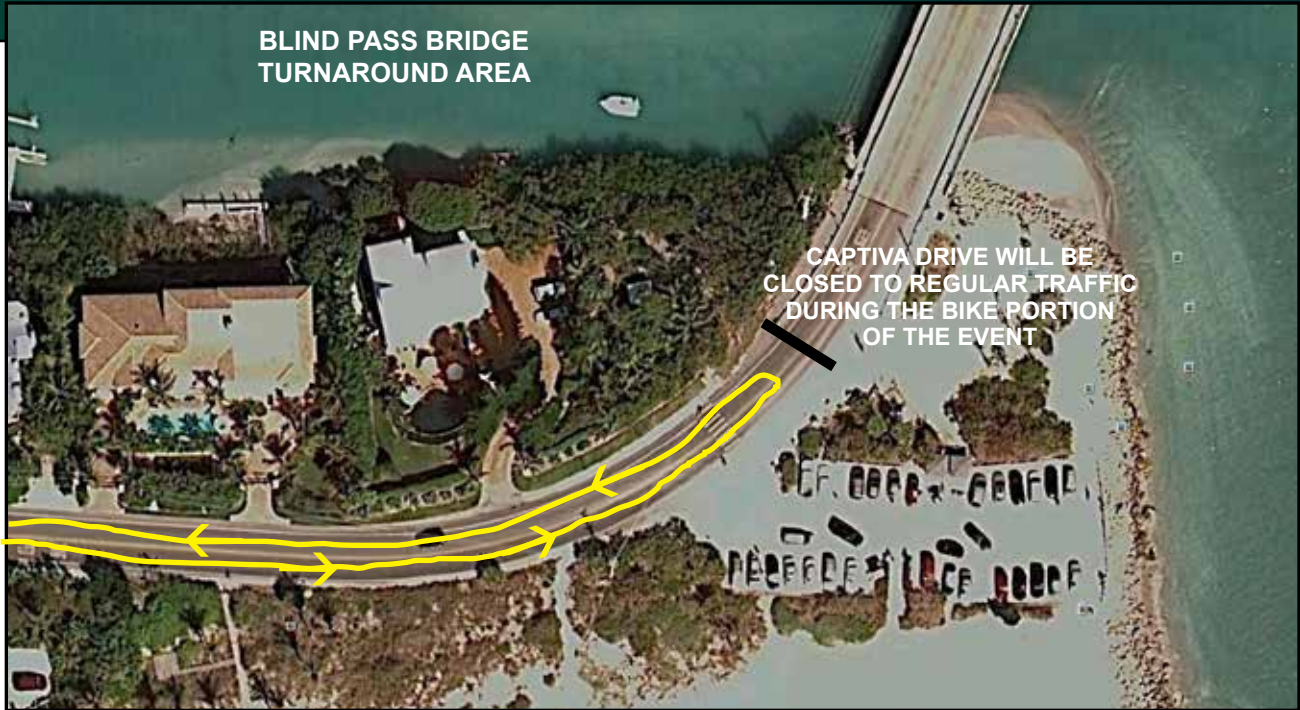 BLIND PASS BRIDGE
TURNAROUND AREA
CAPTIVA DRIVE WILL BE
CLOSED TO REGULAR TRAFFIC
DURING THE BIKE PORTION
OF THE EVENT